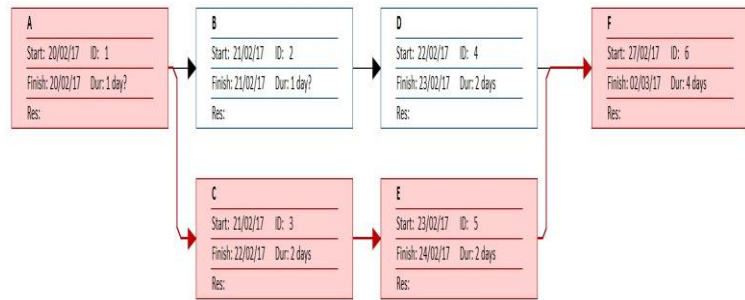 A
Start: 20/02/17 ID: 1
Finish: 20/02/17 Dur: 1 day?
Res:
B
Start: 21/02/17 ID: 2
Finish: 21/02/17 Dur: 1 day?
Res:
D
Start: 22/02/17 ID: 4
Finish: 23/02/17 Dur: 2 days
Res:
F
Start: 27/02/17 ID: 6
Finish: 02/03/17 Dur: 4 days
Res:
C
Start: 21/02/17 ID: 3
Finish: 22/02/17 Dur: 2 days
Res:
E
Start: 23/02/17 ID: 5
Finish: 24/02/17 Dur: 2 days
Res: